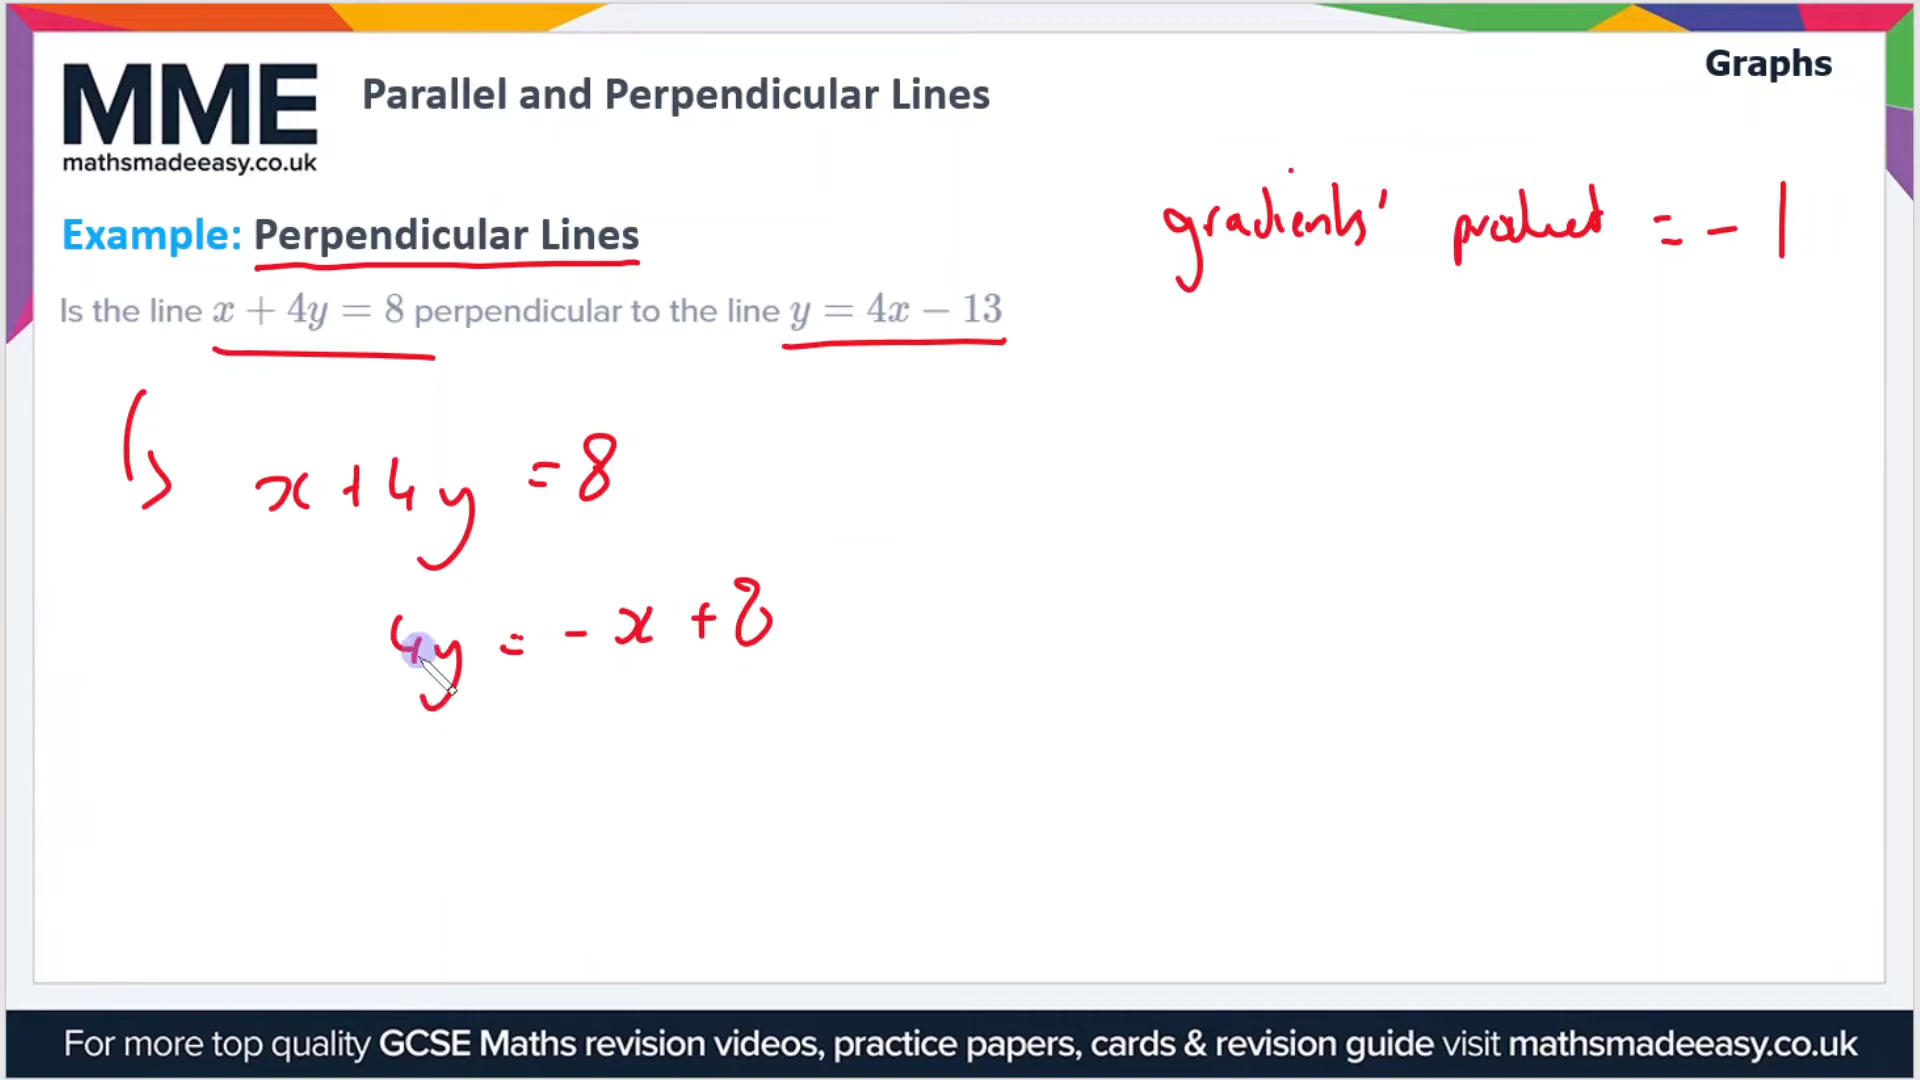 Graphs
MME
mathsmadeeasy.co.uk
Parallel and Perpendicular Lines
gradients' product = -1
Example: Perpendicular Lines
Is the line x + 4y = 8 perpendicular to the line y = 4x − 13
x + 4y = 8
4y = - x + 8
For more top quality GCSE Maths revision videos, practice papers, cards & revision guide visit mathsmadeeasy.co.uk